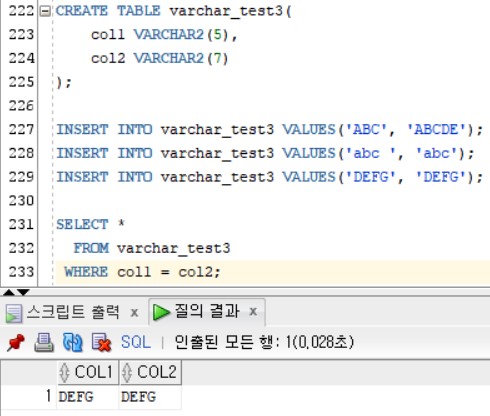 222 CREATE TABLE varchar_test3(
223 col1 VARCHAR2(5),
224 col2 VARCHAR2(7)
225 );
226
227 INSERT INTO varchar_test3 VALUES('ABC', 'ABCDE');
228 INSERT INTO varchar_test3 VALUES('abc ', 'abc');
229 INSERT INTO varchar_test3 VALUES('DEFG', 'DEFG');
230
231 SELECT *
232 FROM varchar_test3
233 WHERE col1 = col2;
스크립트 출력 x 질의 결과 x
SQL | 인출된 모든 행: 1(0,028초)
COL1 COL2
1 DEFG DEFG